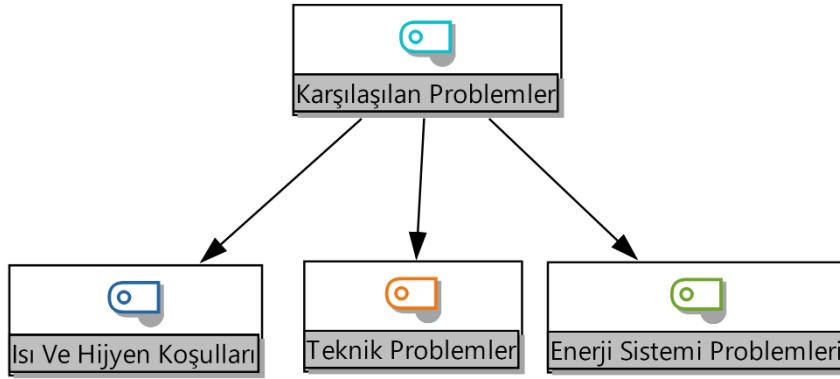 Karşılaşılan Problemler
Isı Ve Hijyen Koşulları
Teknik Problemler
Enerji Sistemi Problemleri